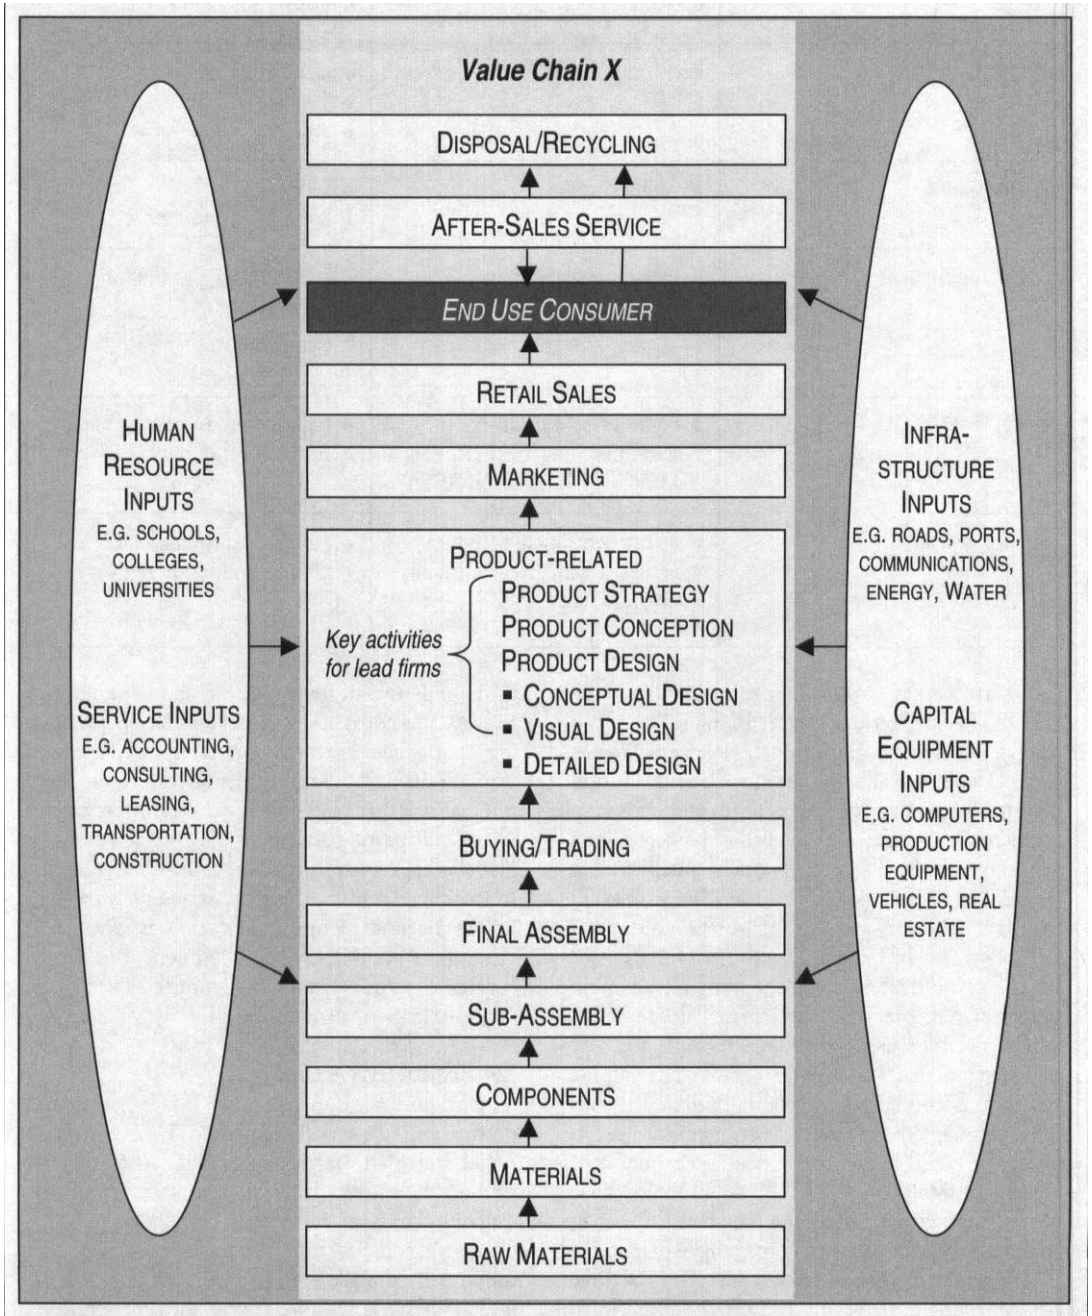 Value Chain X
DISPOSAL/RECYCLING
AFTER-SALES SERVICE
END USE CONSUMER
RETAIL SALES
MARKETING
PRODUCT-RELATED
PRODUCT STRATEGY
PRODUCT CONCEPTION
PRODUCT DESIGN
▪ CONCEPTUAL DESIGN
▪ VISUAL DESIGN
▪ DETAILED DESIGN
Key activities
for lead firms
BUYING/TRADING
FINAL ASSEMBLY
SUB-ASSEMBLY
COMPONENTS
MATERIALS
RAW MATERIALS
HUMAN
RESOURCE
INPUTS
E.G. SCHOOLS,
COLLEGES,
UNIVERSITIES
SERVICE INPUTS
E.G. ACCOUNTING,
CONSULTING,
LEASING,
TRANSPORTATION,
CONSTRUCTION
INFRA-
STRUCTURE
INPUTS
E.G. ROADS, PORTS,
COMMUNICATIONS,
ENERGY, WATER
CAPITAL
EQUIPMENT
INPUTS
E.G. COMPUTERS,
PRODUCTION
EQUIPMENT,
VEHICLES, REAL
ESTATE